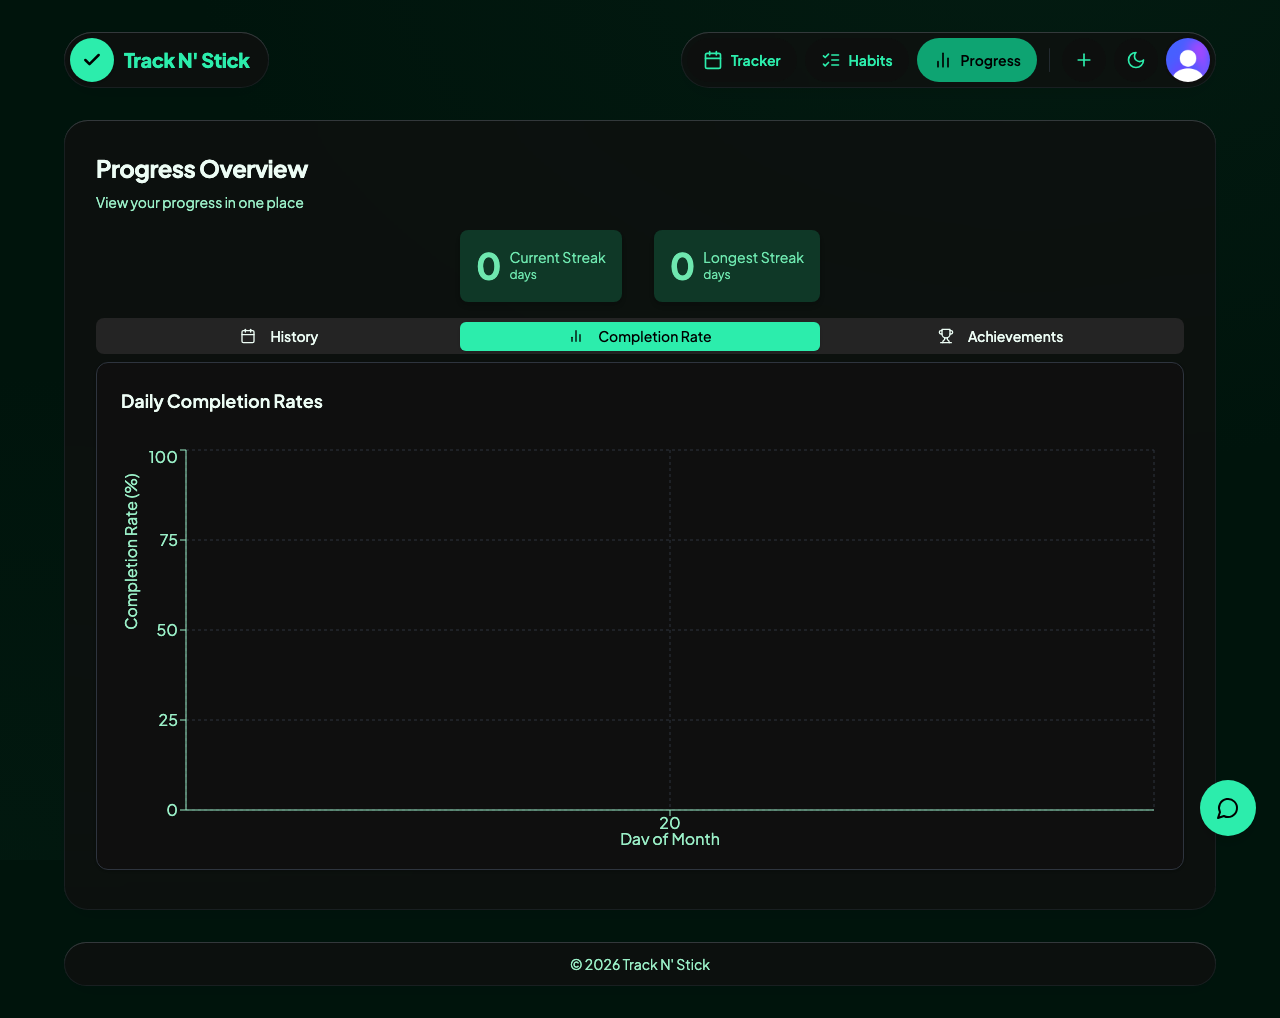 Track N' Stick
Tracker
Habits
Progress
Progress Overview
View your progress in one place
0 Current Streak
days
0 Longest Streak
days
History
Completion Rate
Achievements
Daily Completion Rates
Completion Rate (%)
100
75
50
25
0
20
Day of Month
© 2026 Track N' Stick